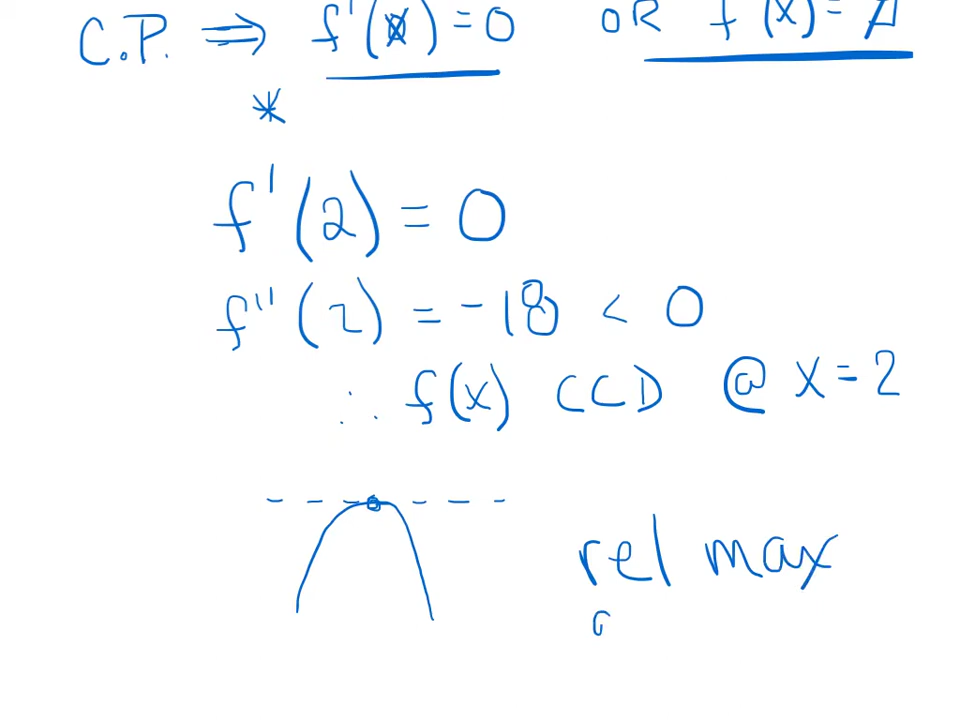 C.P. ⇒ f'(x) = 0 OR f'(x) = ∄
*
f'(2) = 0
f''(2) = -18 < 0
∴ f(x) CCD @ x = 2
rel max